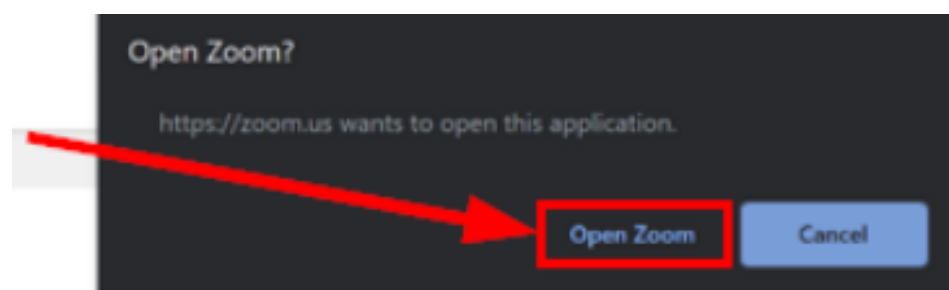 Open Zoom?
https://zoom.us wants to open this application.
Open Zoom Cancel